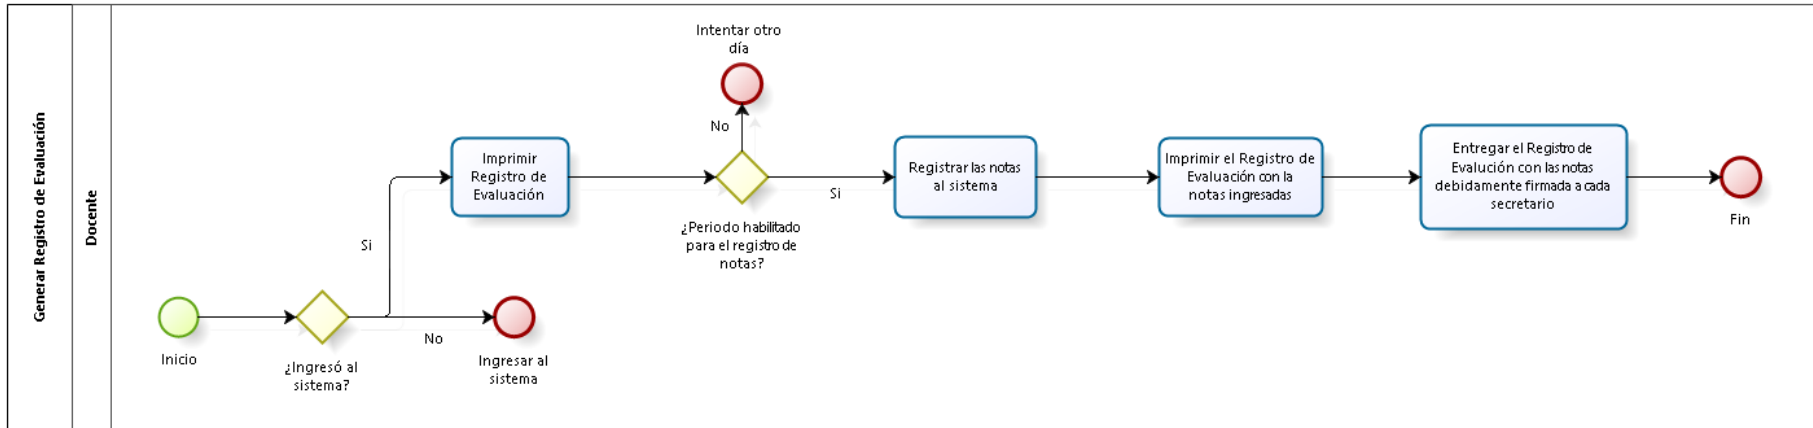 Generar Registro de Evaluación
Docente
Inicio
¿Ingresó al
sistema?
Si
No
Ingresar al
sistema
Imprimir
Registro de
Evaluación
Intentar otro
día
No
¿Periodo habilitado
para el registro de
notas?
Si
Registrar las notas
al sistema
Imprimir el Registro de
Evaluación con la
notas ingresadas
Entregar el Registro de
Evalución con las notas
debidamente firmada a cada
secretario
Fin